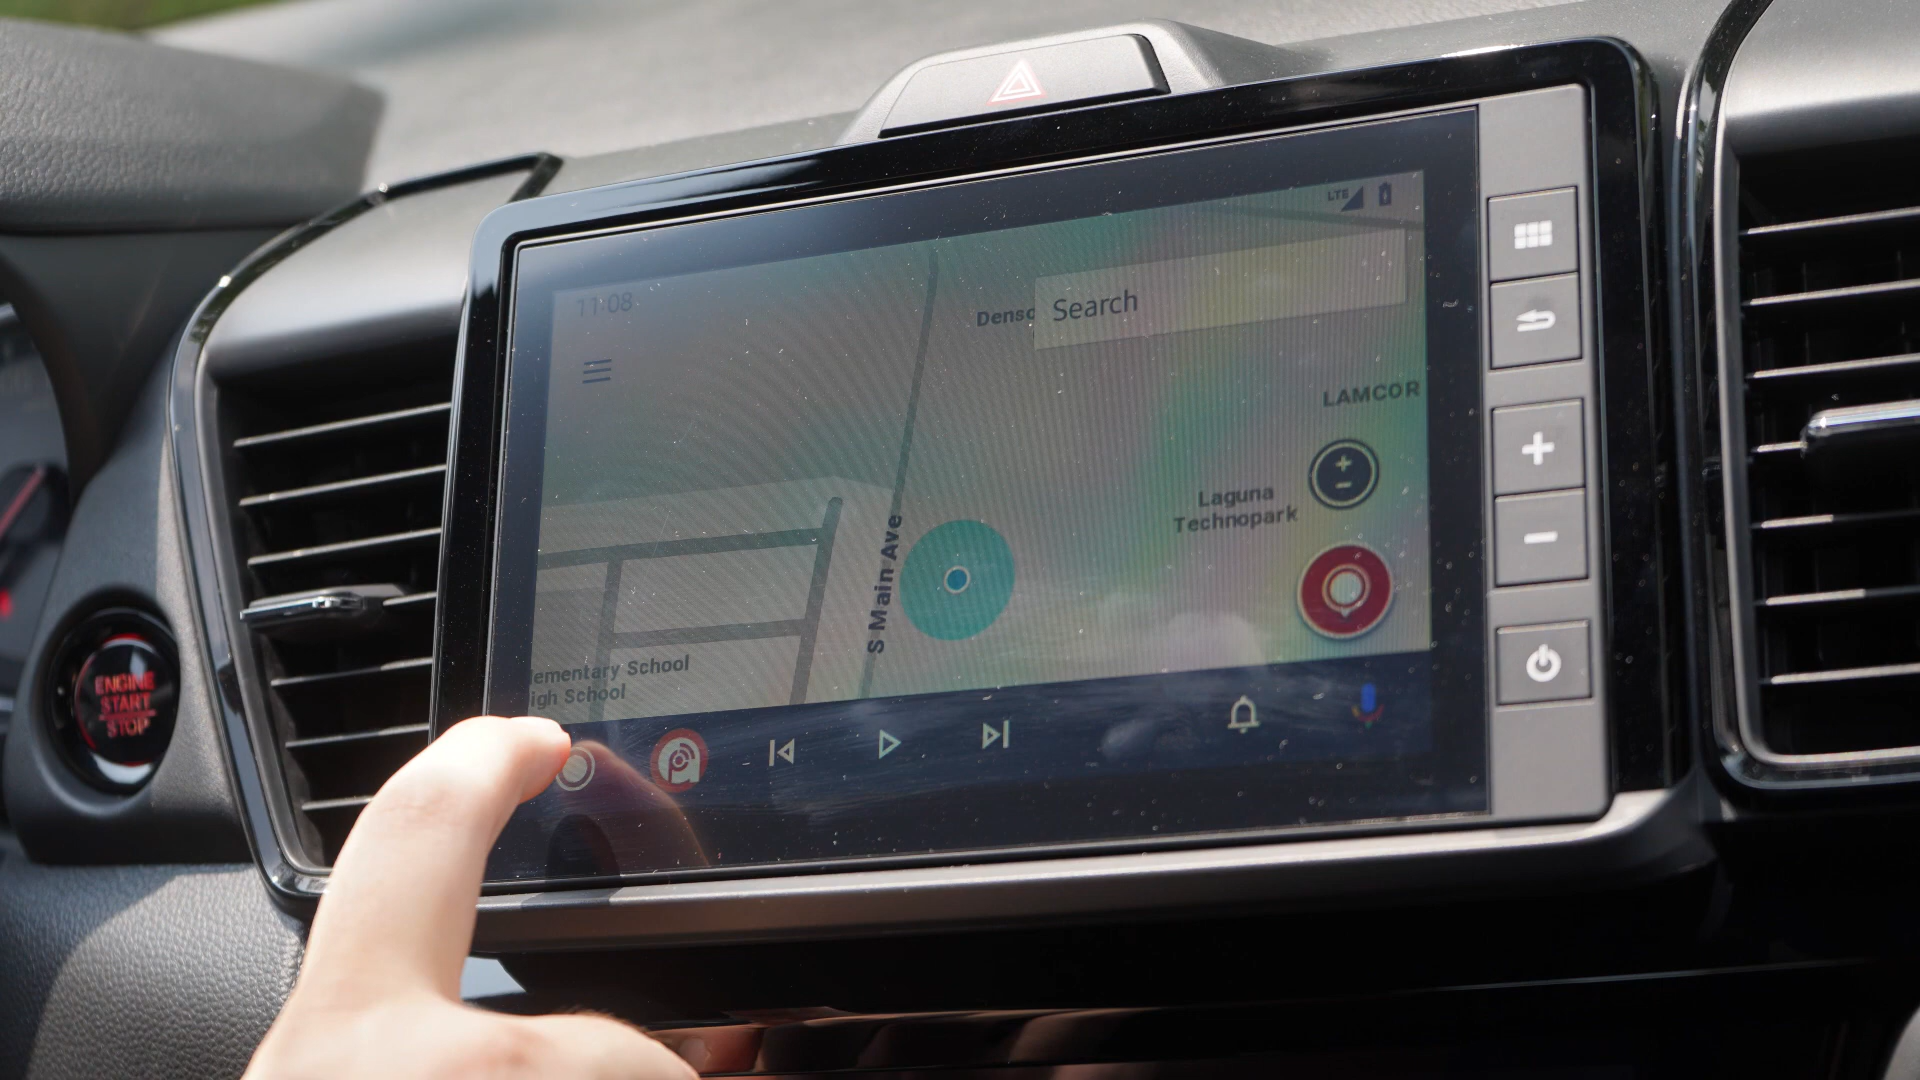 LTE
11:08
Denso
Search
LAMCOR
Laguna
Technopark
S Main Ave
ementary School
igh School
ENGINE
START
STOP